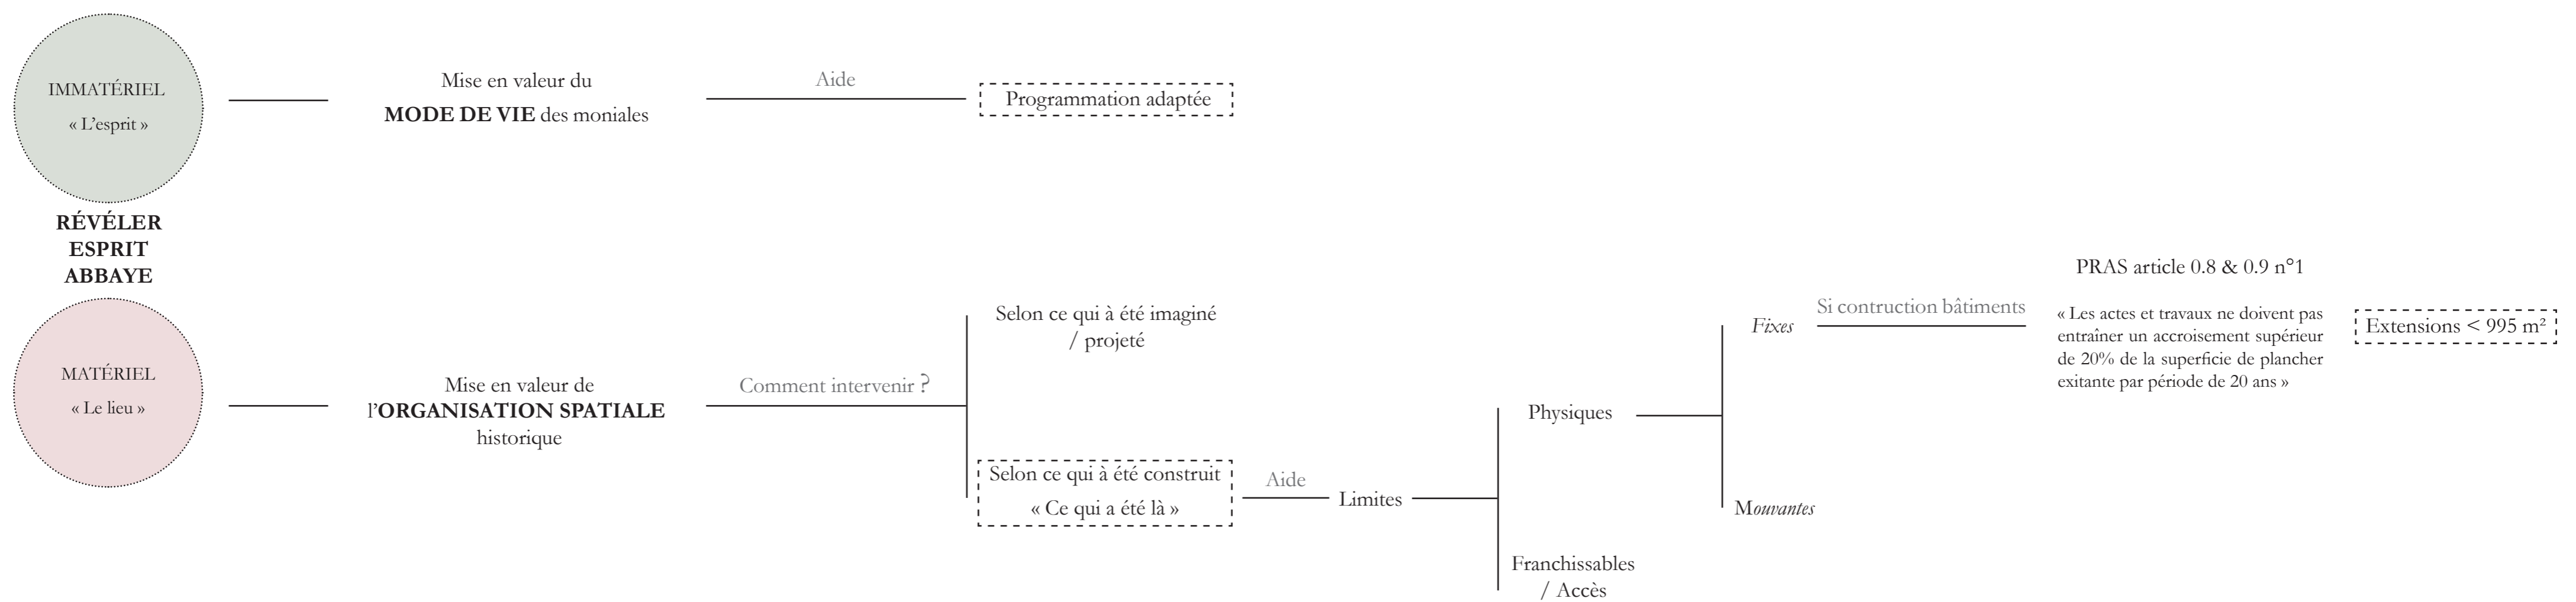 IMMATÉRIEL
« L'esprit »
Mise en valeur du
MODE DE VIE des moniales
Aide
Programmation adaptée
RÉVÉLER
ESPRIT
ABBAYE
MATÉRIEL
« Le lieu »
Mise en valeur de
l'ORGANISATION SPATIALE
historique
Comment intervenir ?
Selon ce qui à été imaginé
/ projeté
Selon ce qui à été construit
« Ce qui a été là »
Aide
Limites
Physiques
Franchissables
/ Accès
Fixes
Mouvantes
Si contruction bâtiments
PRAS article 0.8 & 0.9 n°1
« Les actes et travaux ne doivent pas
entraîner un accroisement supérieur
de 20% de la superficie de plancher
exitante par période de 20 ans »
Extensions < 995 m²